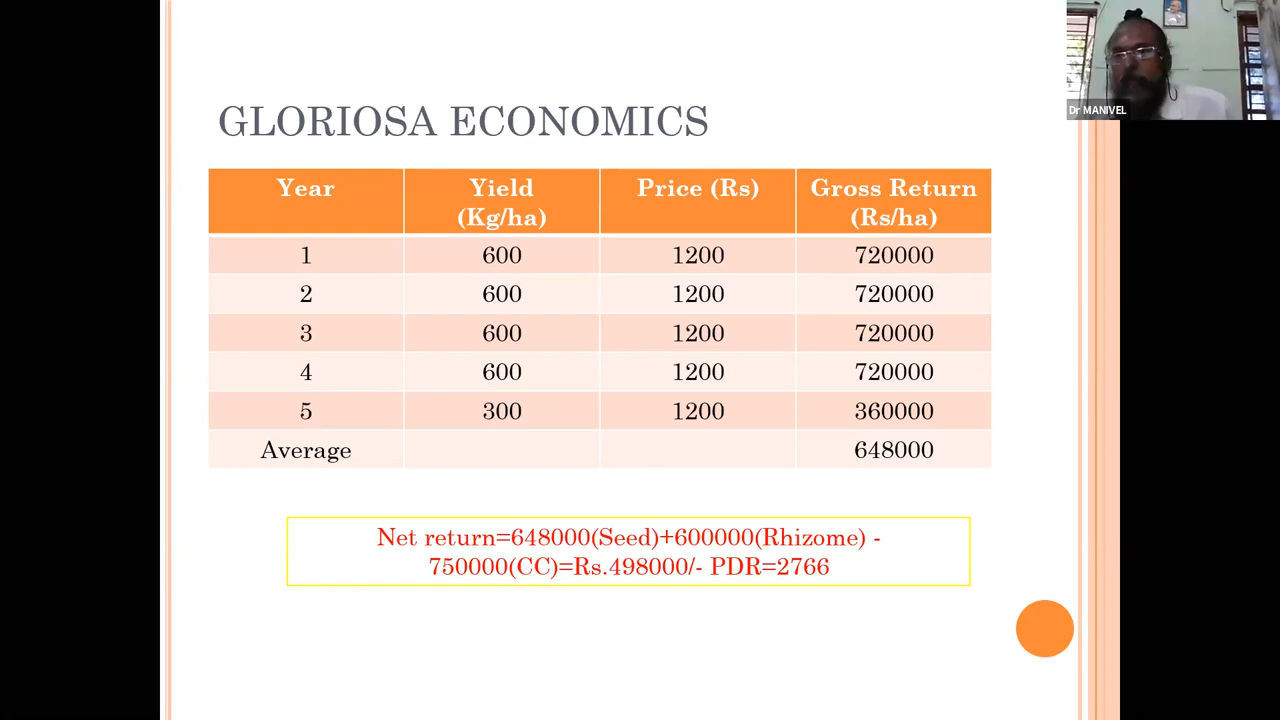 Dr MANIVEL
GLORIOSA ECONOMICS
Year Yield (Kg/ha) Price (Rs) Gross Return (Rs/ha)
1 600 1200 720000
2 600 1200 720000
3 600 1200 720000
4 600 1200 720000
5 300 1200 360000
Average 648000
Net return=648000(Seed)+600000(Rhizome) -
750000(CC)=Rs.498000/- PDR=2766